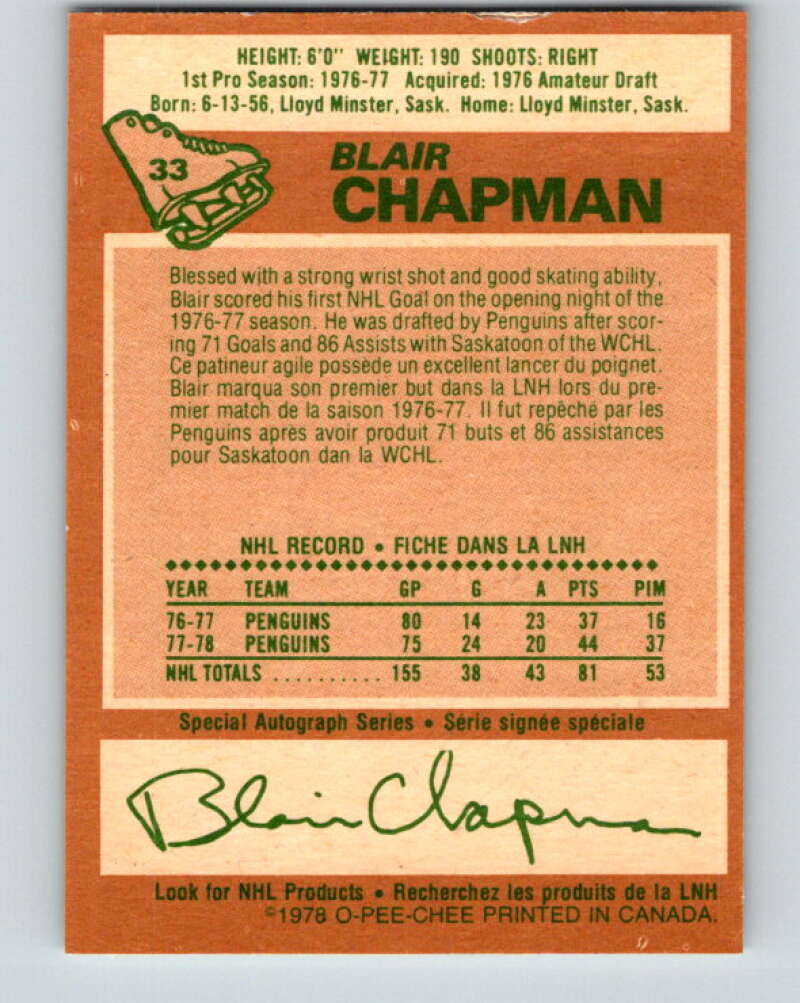 HEIGHT: 6'0" WEIGHT: 190 SHOOTS: RIGHT
1st Pro Season: 1976-77 Acquired: 1976 Amateur Draft
Born: 6-13-56, Lloyd Minster, Sask. Home: Lloyd Minster, Sask.
33
BLAIR
CHAPMAN
Blessed with a strong wrist shot and good skating ability,
Blair scored his first NHL Goal on the opening night of the
1976-77 season. He was drafted by Penguins after scor-
ing 71 Goals and 86 Assists with Saskatoon of the WCHL.
Ce patineur agile possède un excellent lancer du poignet.
Blair marqua son premier but dans la LNH lors du pre-
mier match de la saison 1976-77. Il fut repêché par les
Penguins après avoir produit 71 buts et 86 assistances
pour Saskatoon dan la WCHL.
NHL RECORD • FICHE DANS LA LNH
YEAR TEAM GP G A PTS PIM
76-77 PENGUINS 80 14 23 37 16
77-78 PENGUINS 75 24 20 44 37
NHL TOTALS .......... 155 38 43 81 53
Special Autograph Series • Série signée spéciale
Blair Chapman
Look for NHL Products • Recherchez les produits de la LNH
©1978 O-PEE-CHEE PRINTED IN CANADA.